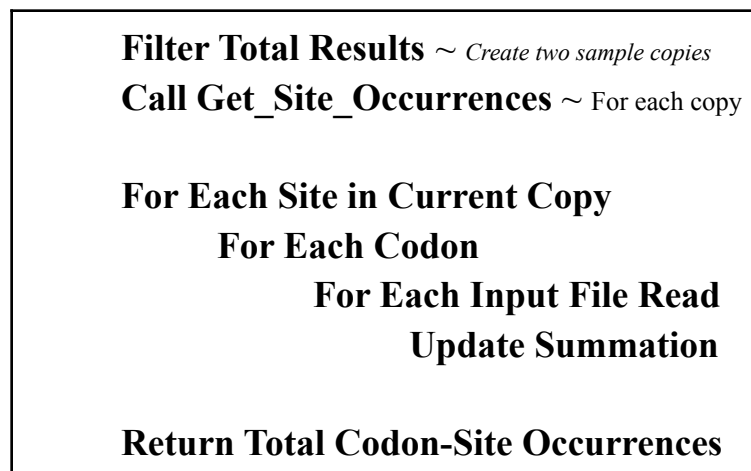 Filter Total Results ~ Create two sample copies
Call Get_Site_Occurrences ~ For each copy
For Each Site in Current Copy
For Each Codon
For Each Input File Read
Update Summation
Return Total Codon-Site Occurrences